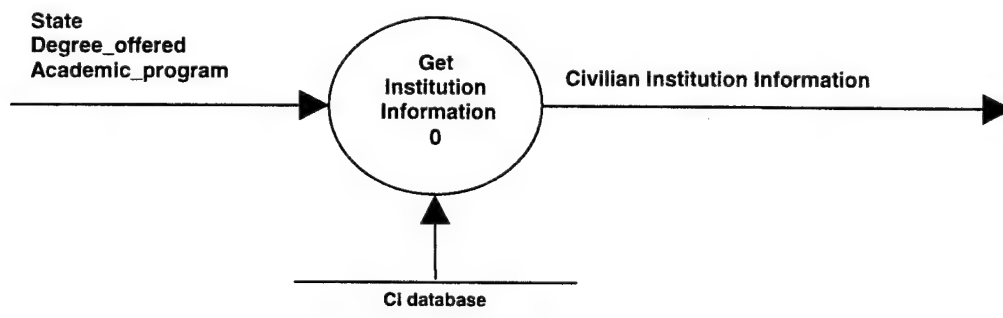 State
Degree_offered
Academic_program
Get
Institution
Information
0
Civilian Institution Information
CI database